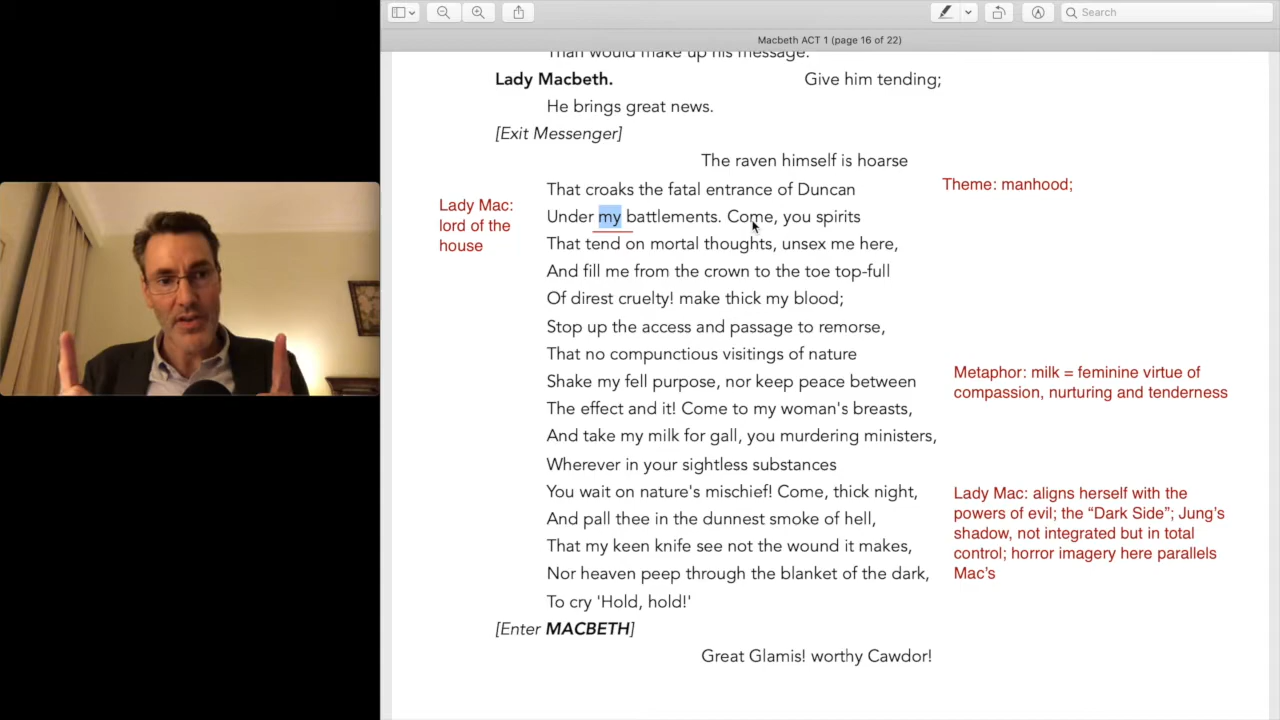 Search
Macbeth ACT 1 (page 16 of 22)
Than would make up his message.
Lady Macbeth. Give him tending;
He brings great news.
[Exit Messenger]
The raven himself is hoarse
That croaks the fatal entrance of Duncan
Under my battlements. Come, you spirits
That tend on mortal thoughts, unsex me here,
And fill me from the crown to the toe top-full
Of direst cruelty! make thick my blood;
Stop up the access and passage to remorse,
That no compunctious visitings of nature
Shake my fell purpose, nor keep peace between
The effect and it! Come to my woman's breasts,
And take my milk for gall, you murdering ministers,
Wherever in your sightless substances
You wait on nature's mischief! Come, thick night,
And pall thee in the dunnest smoke of hell,
That my keen knife see not the wound it makes,
Nor heaven peep through the blanket of the dark,
To cry 'Hold, hold!'
[Enter MACBETH]
Great Glamis! worthy Cawdor!
Lady Mac:
lord of the
house
Theme: manhood;
Metaphor: milk = feminine virtue of
compassion, nurturing and tenderness
Lady Mac: aligns herself with the
powers of evil; the “Dark Side”; Jung’s
shadow, not integrated but in total
control; horror imagery here parallels
Mac’s